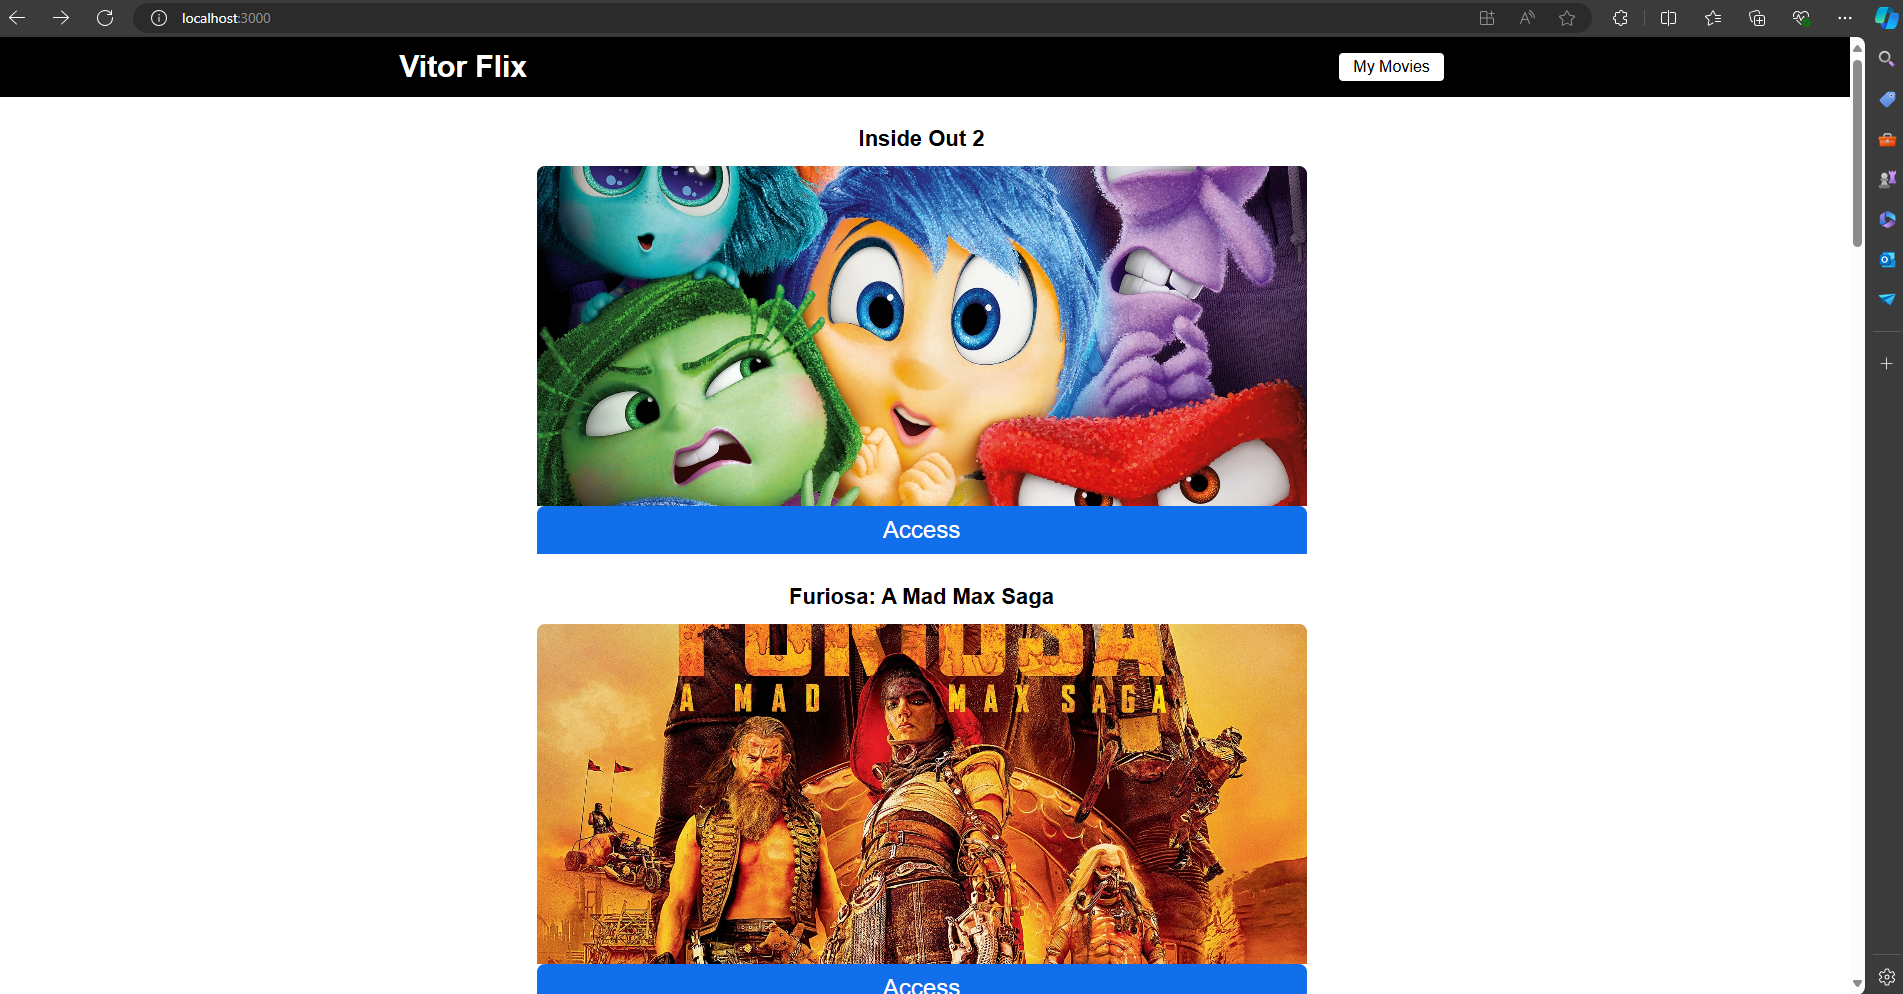 localhost:3000
Vitor Flix
My Movies
Inside Out 2
Access
Furiosa: A Mad Max Saga
FURIOSA
A MAD MAX SAGA
Access